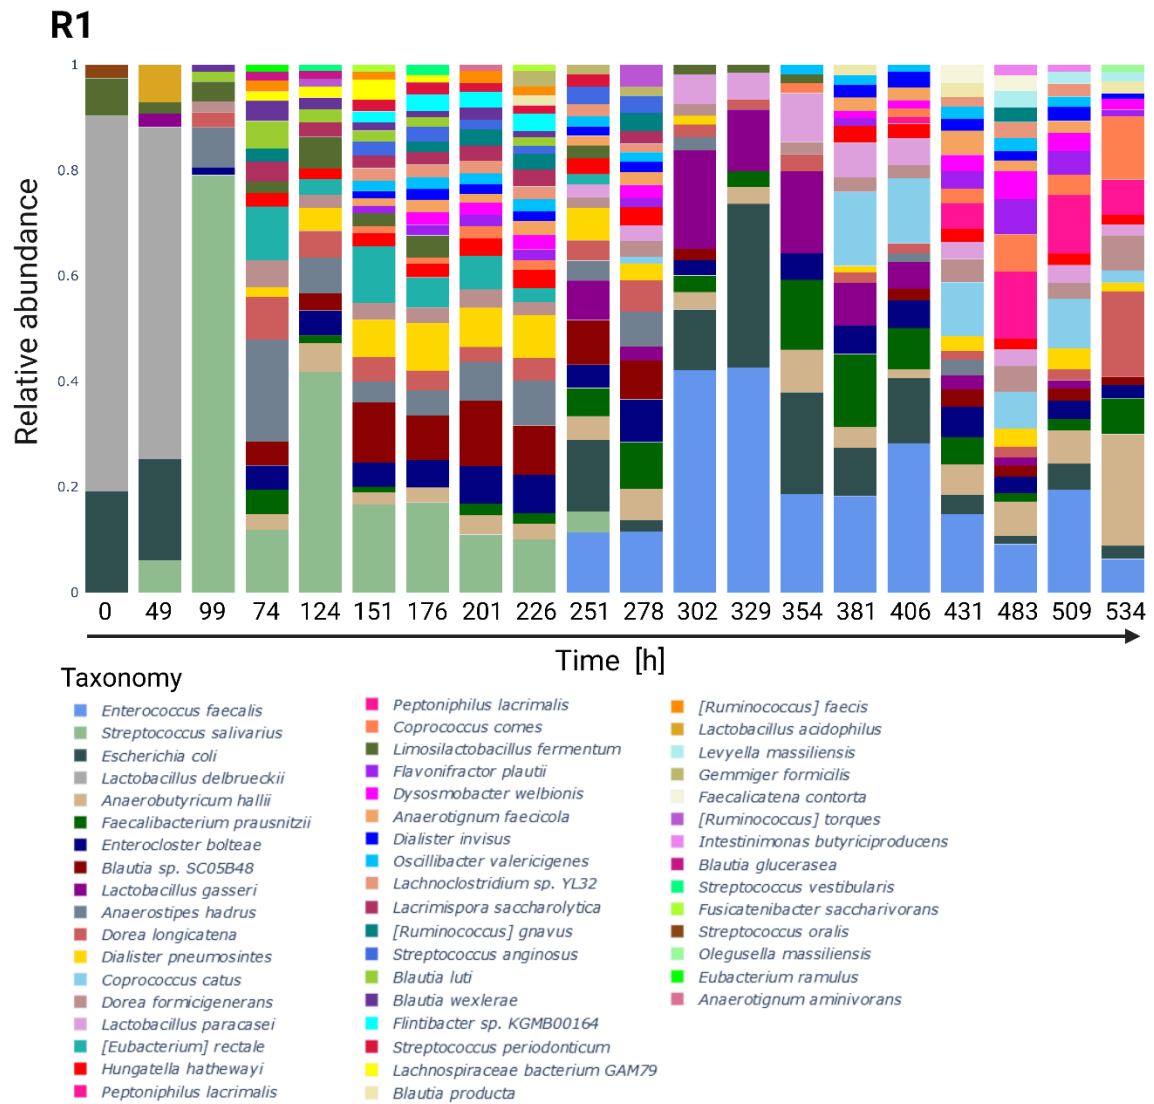 R1
Relative abundance
1
0.8
0.6
0.4
0.2
0
0 49 99 74 124 151 176 201 226 251 278 302 329 354 381 406 431 483 509 534
Time [h]
Taxonomy
Enterococcus faecalis
Streptococcus salivarius
Escherichia coli
Lactobacillus delbrueckii
Anaerobutyricum hallii
Faecalibacterium prausnitzii
Enterocloster bolteae
Blautia sp. SC05B48
Lactobacillus gasseri
Anaerostipes hadrus
Dorea longicatena
Dialister pneumosintes
Coprococcus catus
Dorea formicigenerans
Lactobacillus paracasei
[Eubacterium] rectale
Hungatella hathewayi
Peptoniphilus lacrimalis
Peptoniphilus lacrimalis
Coprococcus comes
Limosilactobacillus fermentum
Flavonifractor plautii
Dysosmobacter welbionis
Anaerotignum faecicola
Dialister invisus
Oscillibacter valericigenes
Lachnoclostridium sp. YL32
Lacrimispora saccharolytica
[Ruminococcus] gnavus
Streptococcus anginosus
Blautia luti
Blautia wexlerae
Flintibacter sp. KGMB00164
Streptococcus periodonticum
Lachnospiraceae bacterium GAM79
Blautia producta
[Ruminococcus] faecis
Lactobacillus acidophilus
Levyella massiliensis
Gemmiger formicilis
Faecalicatena contorta
[Ruminococcus] torques
Intestinimonas butyriciproducens
Blautia glucerasea
Streptococcus vestibularis
Fusicatenibacter saccharivorans
Streptococcus oralis
Olegusella massiliensis
Eubacterium ramulus
Anaerotignum aminivorans